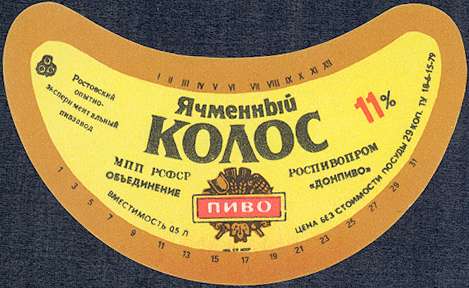 I II III IV V VI VII VIII IX X XI XII
Ростовский
опытно-
экспериментальный
пивзавод
Ячменный
КОЛОС
11%
МПП РСФСР
ОБЪЕДИНЕНИЕ
РОСПИВОПРОМ
«ДОНПИВО»
ПИВО
ВМЕСТИМОСТЬ 0,5 Л
ЦЕНА БЕЗ СТОИМОСТИ ПОСУДЫ 29 КОП. ТУ 18-6-15-79
1 3 5 7 9 11 13 15 17 19 21 23 25 27 29 31